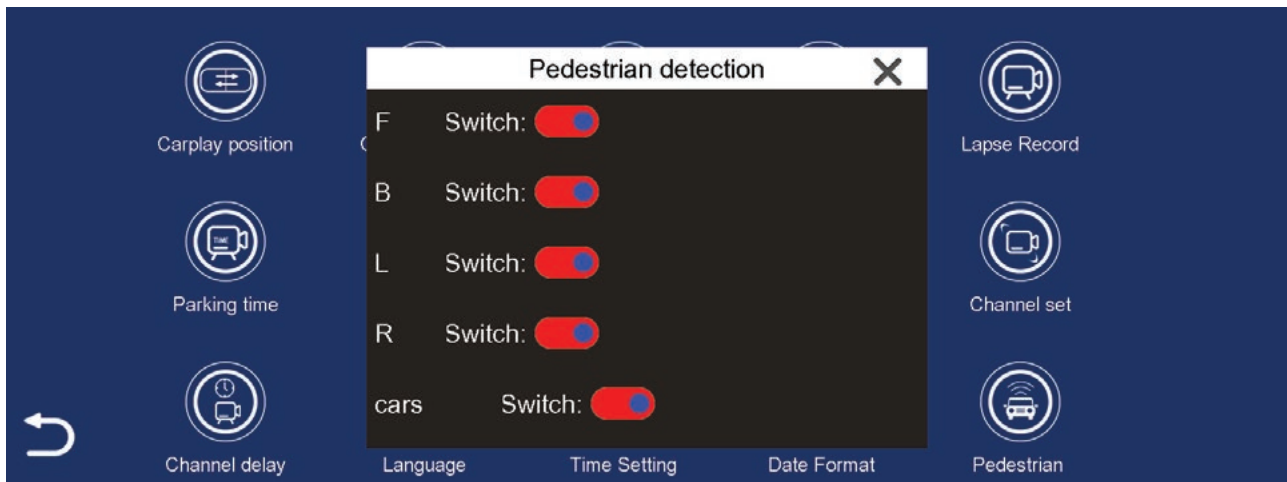 Pedestrian detection
F Switch:
B Switch:
L Switch:
R Switch:
cars Switch:
Carplay position
Lapse Record
TIME
Parking time
Channel set
Channel delay
Language
Time Setting
Date Format
Pedestrian